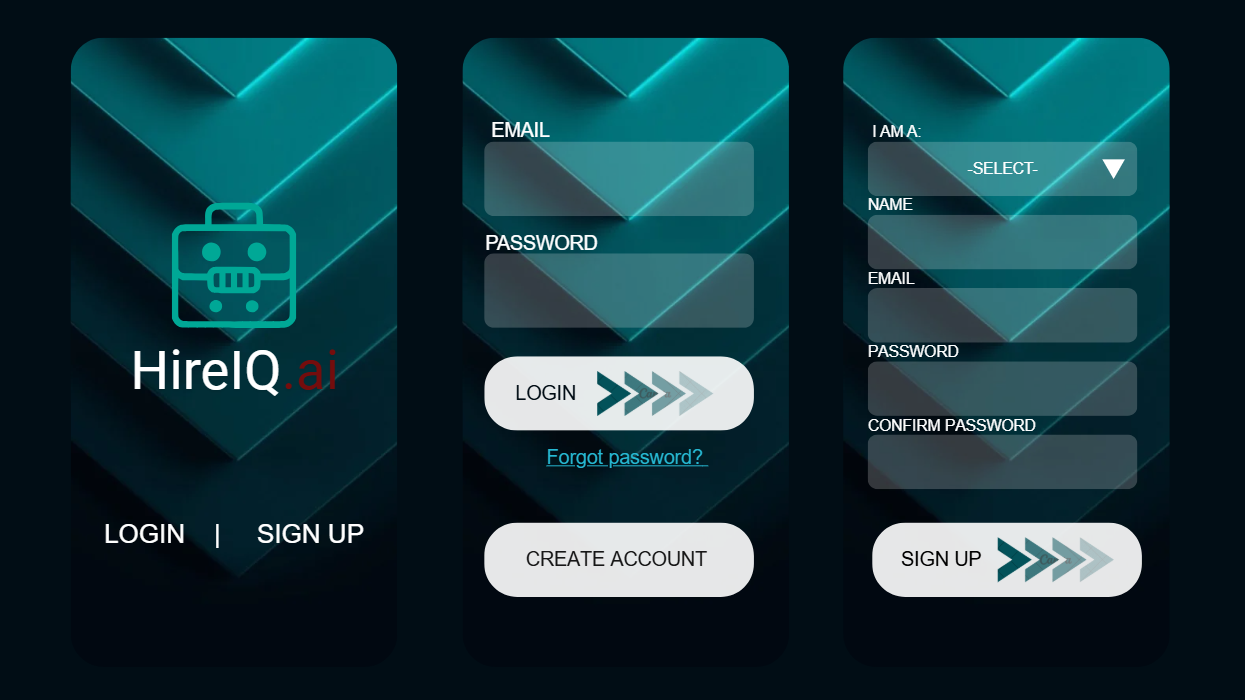 HireIQ.ai
LOGIN | SIGN UP
EMAIL
PASSWORD
LOGIN
Forgot password?
CREATE ACCOUNT
I AM A:
-SELECT-
NAME
EMAIL
PASSWORD
CONFIRM PASSWORD
SIGN UP